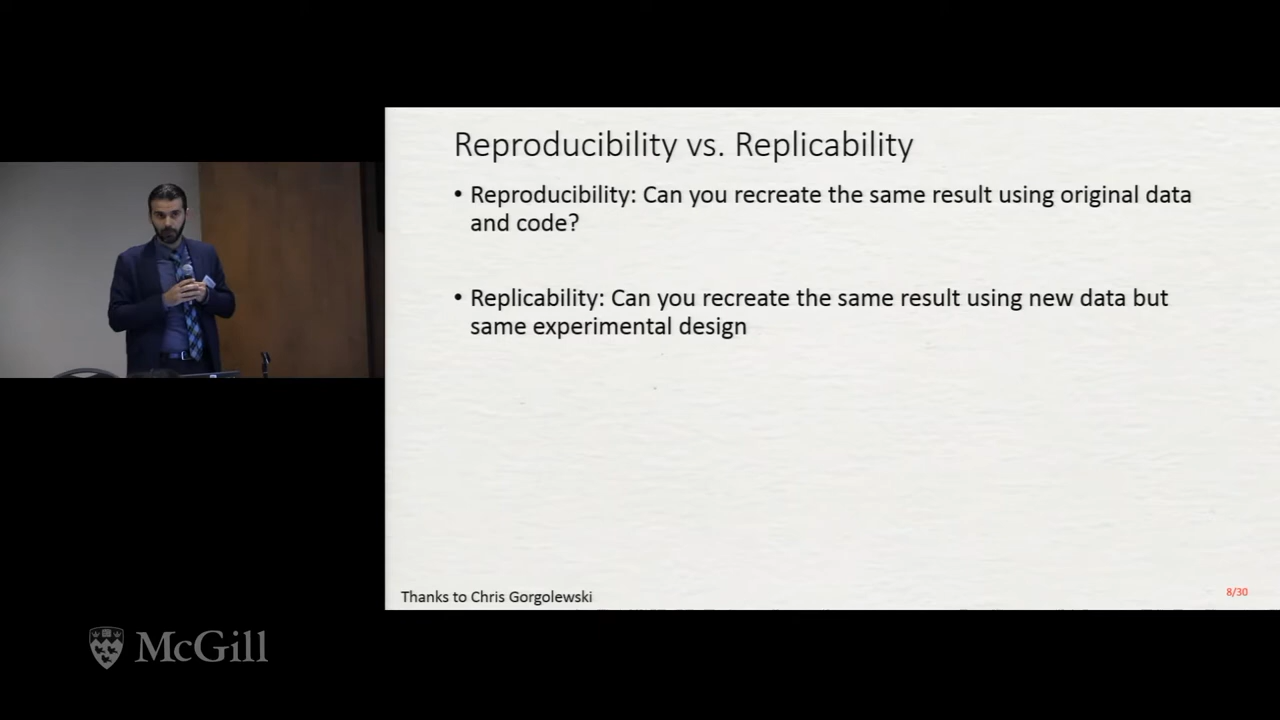 Reproducibility vs. Replicability
• Reproducibility: Can you recreate the same result using original data
and code?
• Replicability: Can you recreate the same result using new data but
same experimental design
Thanks to Chris Gorgolewski
8/30
McGill